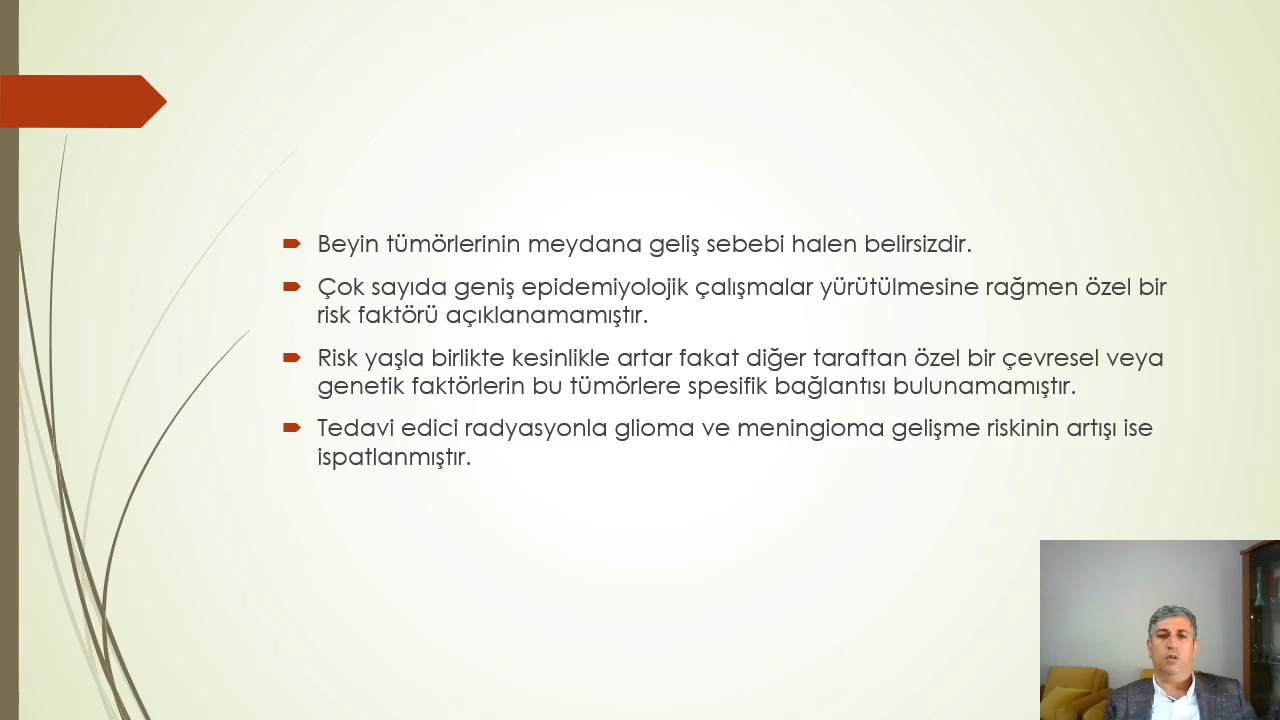 Beyin tümörlerinin meydana geliş sebebi halen belirsizdir.
Çok sayıda geniş epidemiyolojik çalışmalar yürütülmesine rağmen özel bir
risk faktörü açıklanamamıştır.
Risk yaşla birlikte kesinlikle artar fakat diğer taraftan özel bir çevresel veya
genetik faktörlerin bu tümörlere spesifik bağlantısı bulunamamıştır.
Tedavi edici radyasyonla glioma ve meningioma gelişme riskinin artışı ise
ispatlanmıştır.